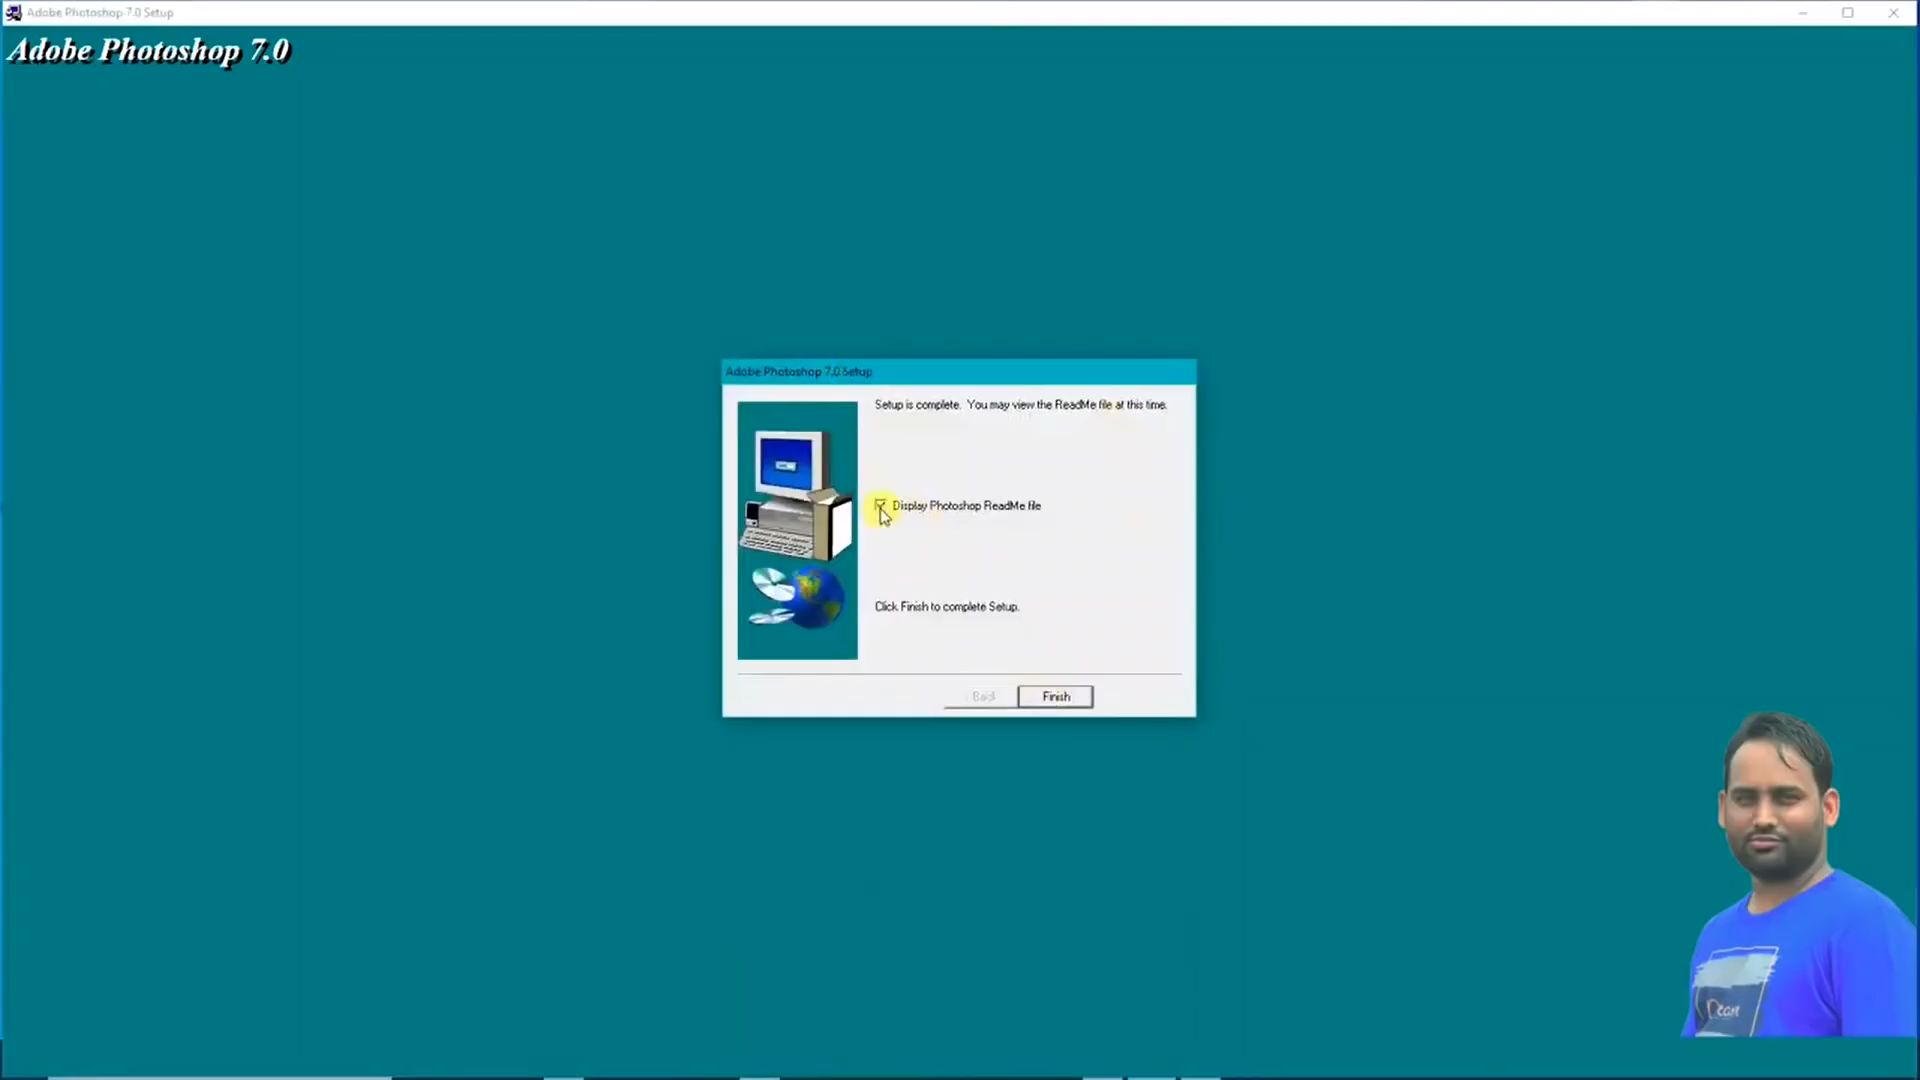 Adobe Photoshop 7.0 Setup
Adobe Photoshop 7.0
Adobe Photoshop 7.0 Setup
Setup is complete. You may view the ReadMe file at this time.
Display Photoshop ReadMe file
Click Finish to complete Setup.
< Back
Finish